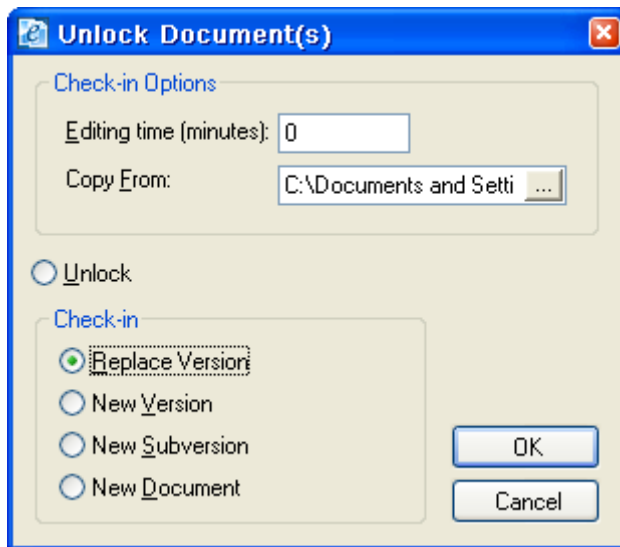 Unlock Document(s)
Check-in Options
Editing time (minutes): 0
Copy From: C:\Documents and Setti ...
Unlock
Check-in
Replace Version
New Version
New Subversion
New Document
OK
Cancel